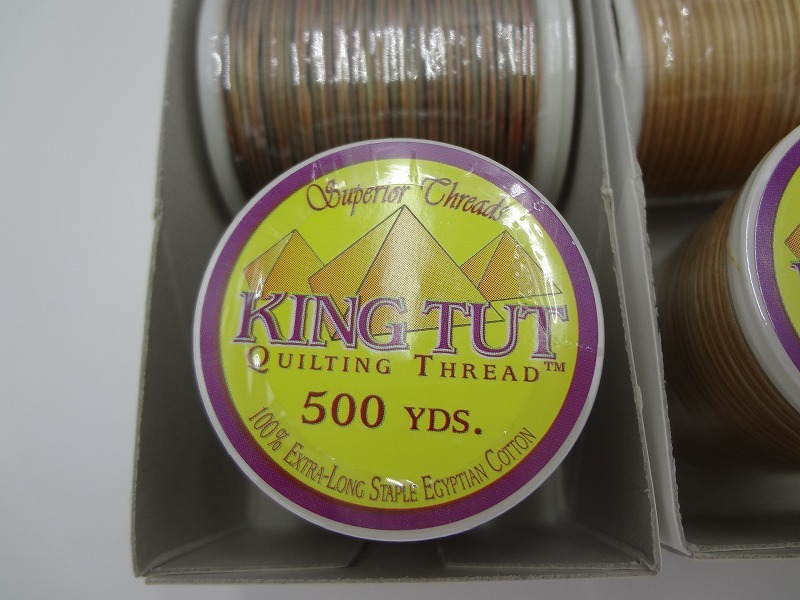 Superior Threads
KING TUT
QUILTING THREAD™
500 YDS.
100% EXTRA-LONG STAPLE EGYPTIAN COTTON